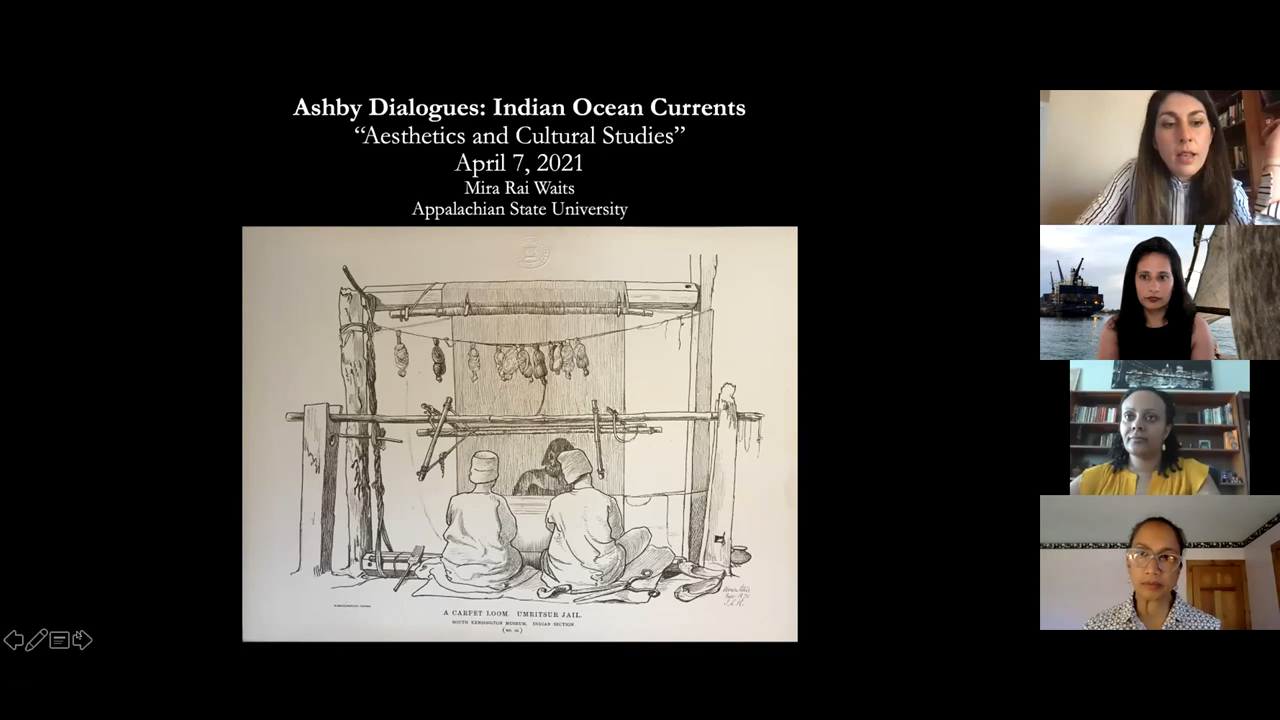 Ashby Dialogues: Indian Ocean Currents
“Aesthetics and Cultural Studies”
April 7, 2021
Mira Rai Waits
Appalachian State University
A CARPET LOOM. UMRITSUR JAIL.
SOUTH KENSINGTON MUSEUM. INDIAN SECTION